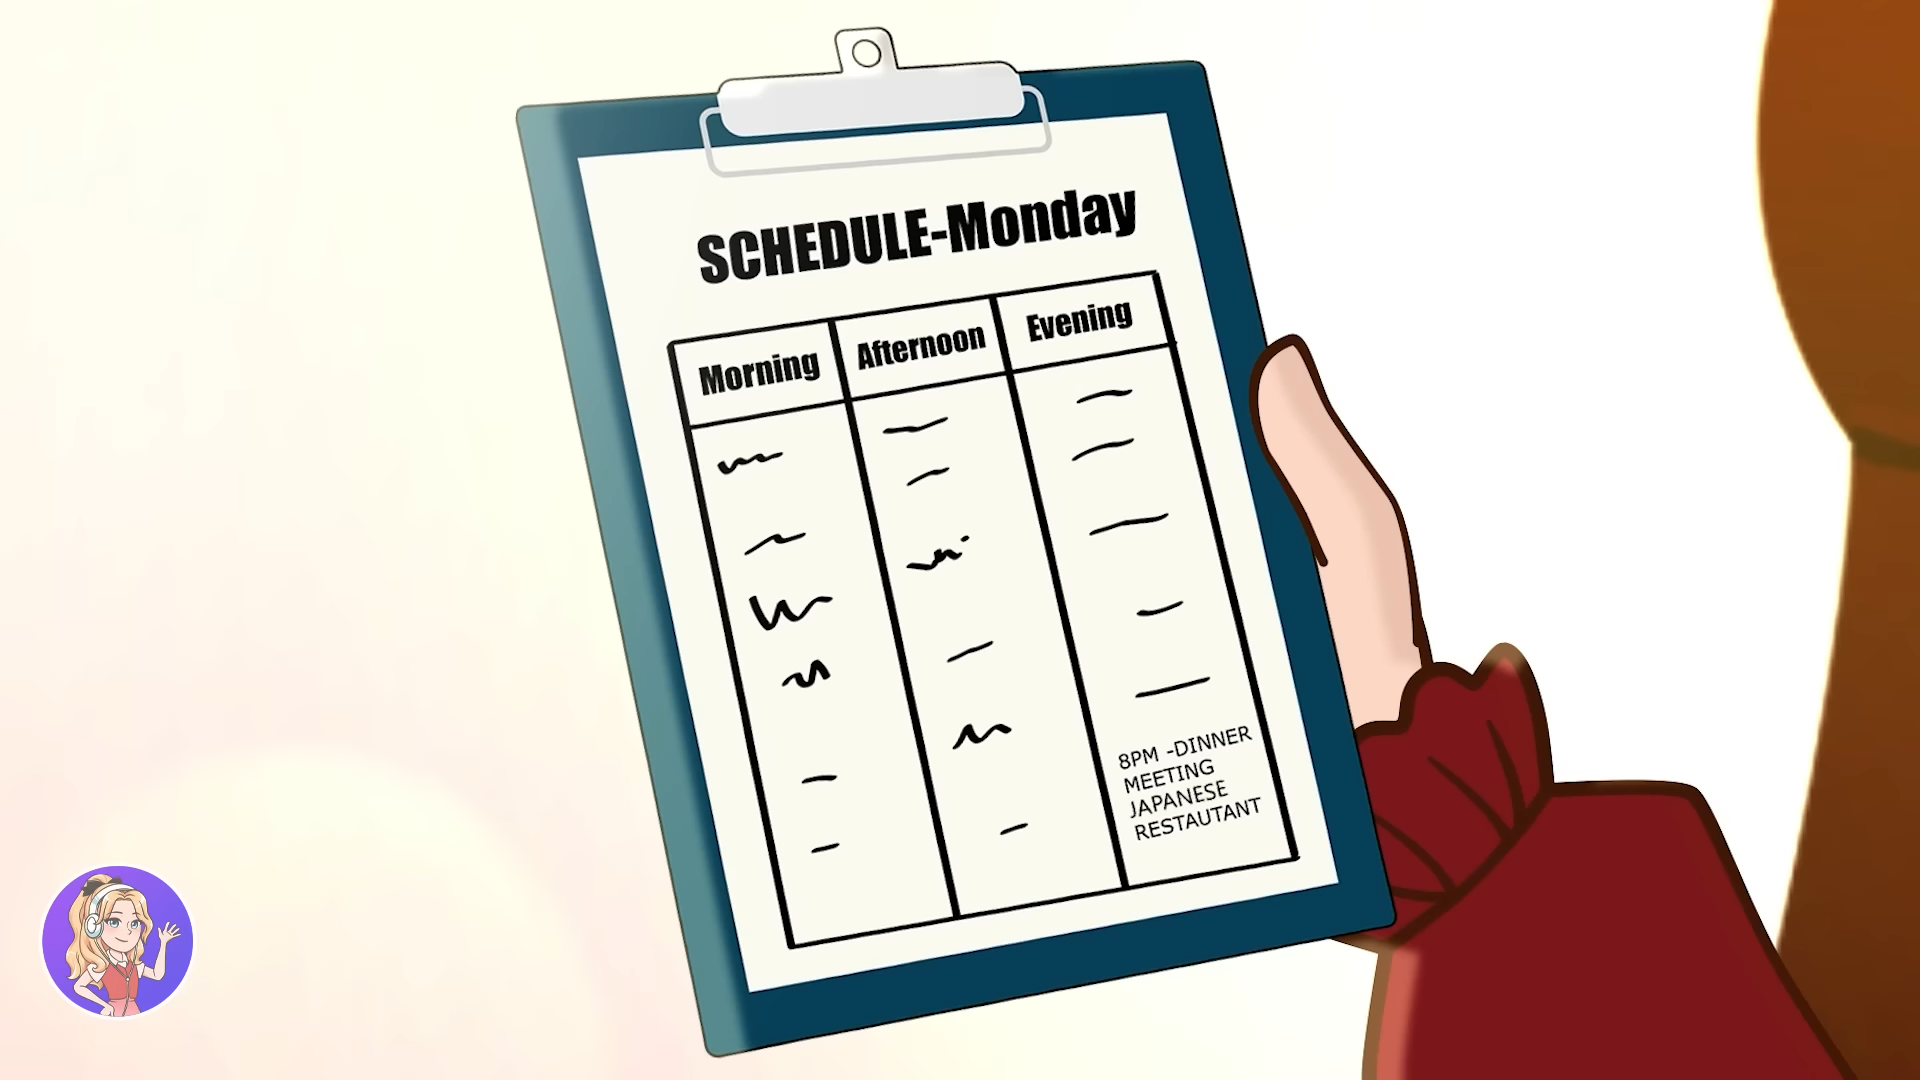 SCHEDULE-Monday
Morning Afternoon Evening
8PM -DINNER
MEETING
JAPANESE
RESTAUTANT